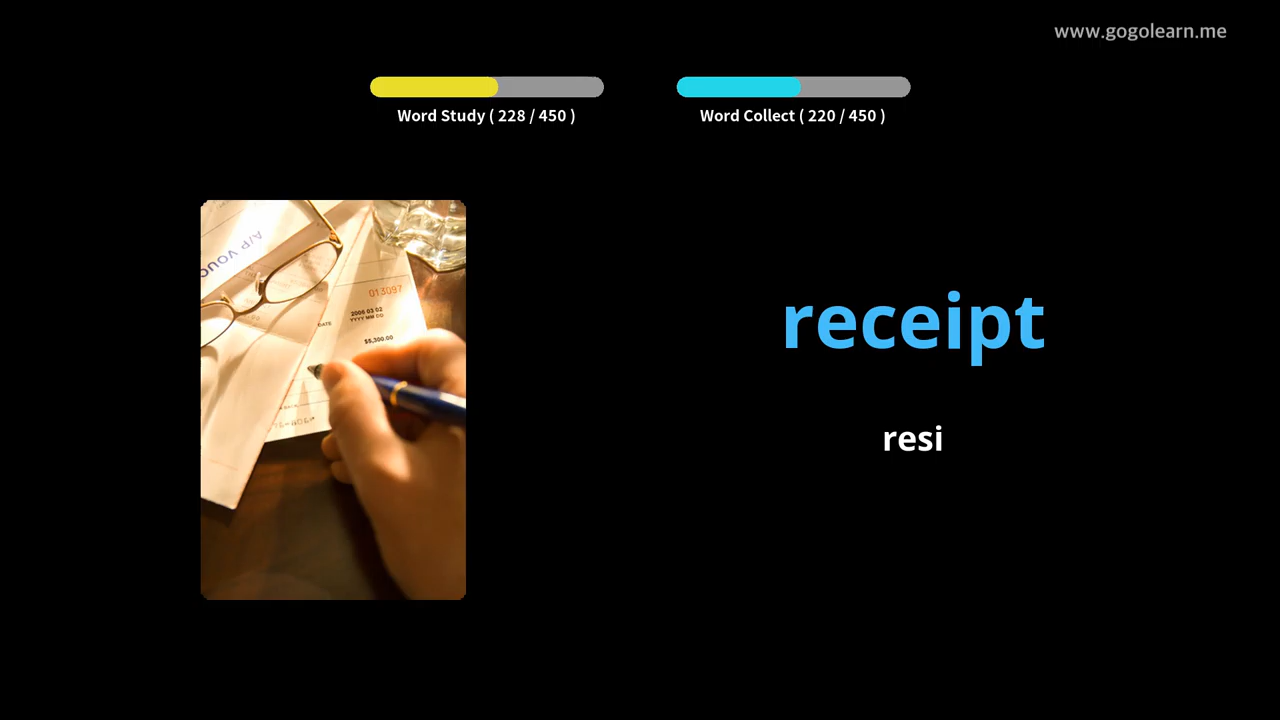 www.gogolearn.me
Word Study ( 228 / 450 )
Word Collect ( 220 / 450 )
A/P VOUC
013097
2006 03 02
YYYY MM DD
DATE
$5,300.00
receipt
resi